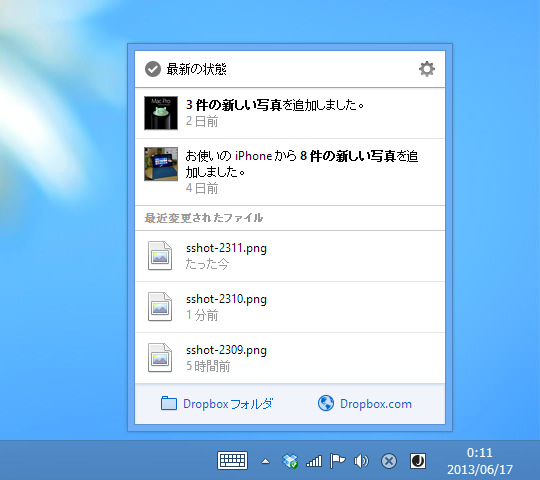 最新の状態
Mac Pro
3 件の新しい写真を追加しました。
2 日前
お使いの iPhone から 8 件の新しい写真を追
加しました。
4 日前
最近変更されたファイル
sshot-2311.png
たった今
sshot-2310.png
1 分前
sshot-2309.png
5 時間前
Dropbox フォルダ
Dropbox.com
0:11
2013/06/17